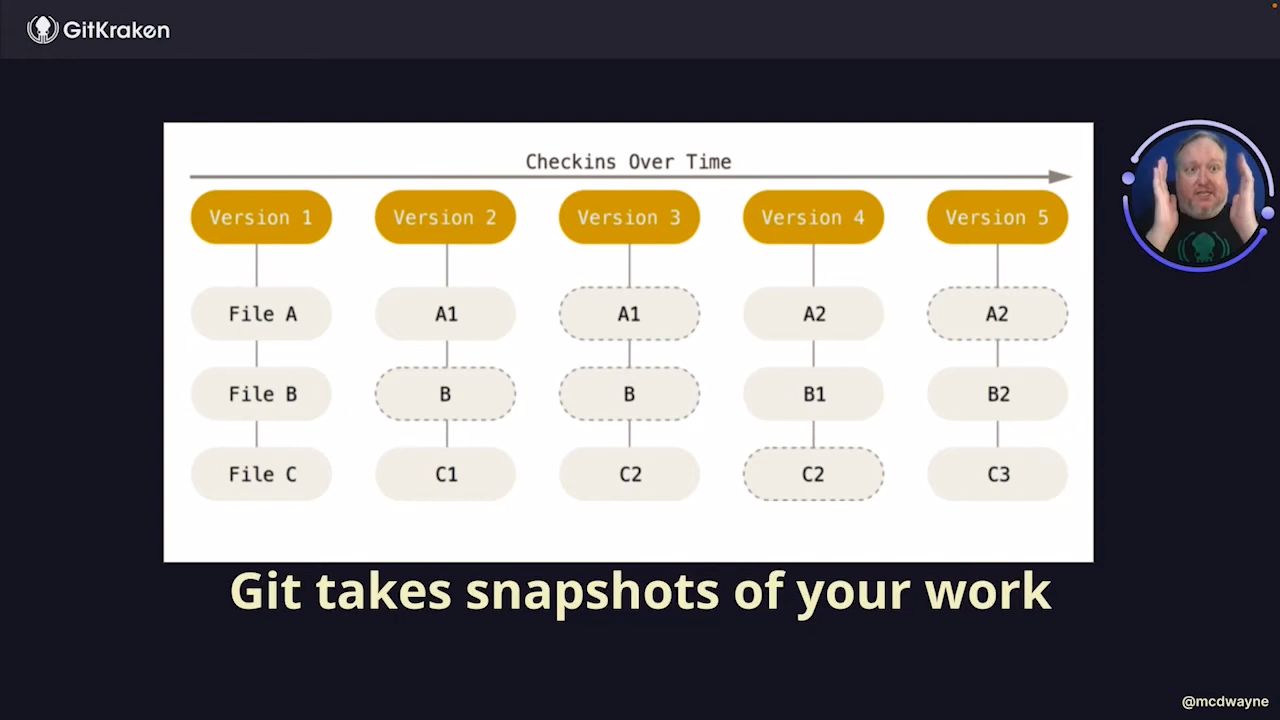 GitKraken
Checkins Over Time
Version 1 Version 2 Version 3 Version 4 Version 5
File A A1 A1 A2 A2
File B B B B1 B2
File C C1 C2 C2 C3
Git takes snapshots of your work
@mcdwayne